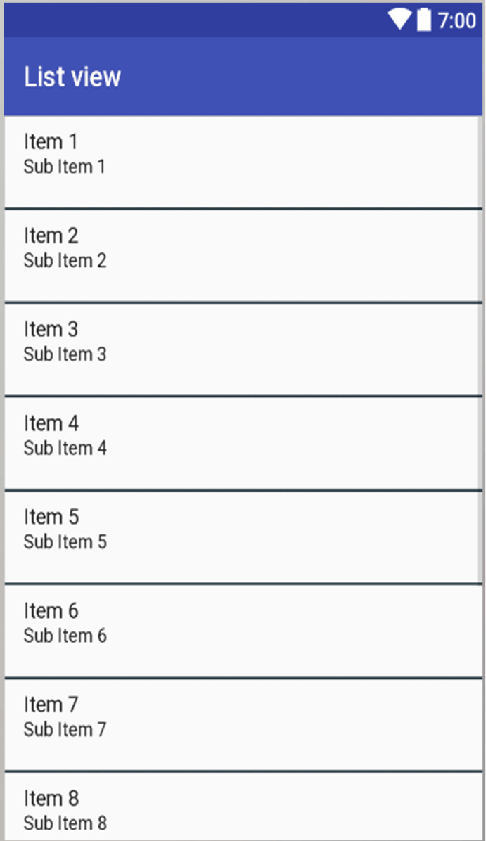 7:00
List view
Item 1
Sub Item 1
Item 2
Sub Item 2
Item 3
Sub Item 3
Item 4
Sub Item 4
Item 5
Sub Item 5
Item 6
Sub Item 6
Item 7
Sub Item 7
Item 8
Sub Item 8